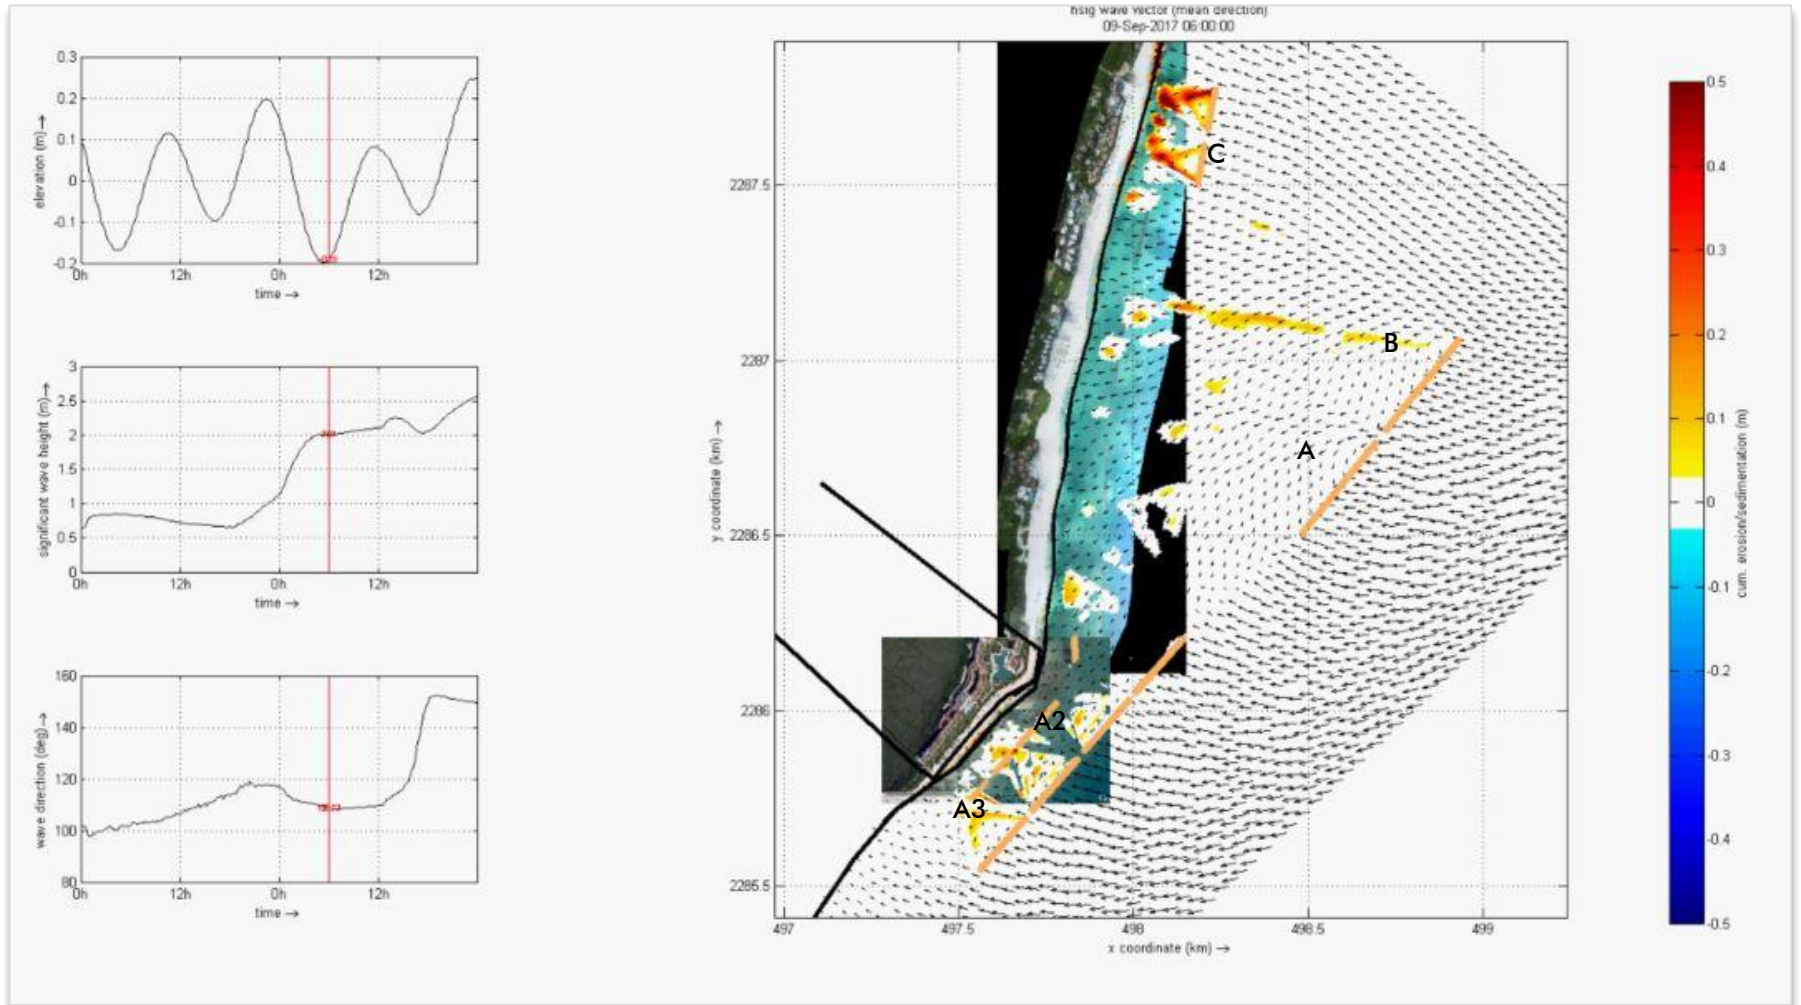 hsig wave vector (mean direction)
09-Sep-2017 06:00:00
0.3
0.2
0.1
0
-0.1
-0.2
elevation (m)→
0h 12h 0h 12h
time →
3
2.5
2
1.5
1
0.5
0
significant wave height (m)→
0h 12h 0h 12h
time →
160
140
120
100
80
wave direction (deg)→
0h 12h 0h 12h
time →
2287.5
2287
2286.5
2286
2285.5
y coordinate (km) →
C
B
A
A2
A3
497 497.5 498 498.5 499
x coordinate (km) →
0.5
0.4
0.3
0.2
0.1
0
-0.1
-0.2
-0.3
-0.4
-0.5
cum. erosion/sedimentation (m)